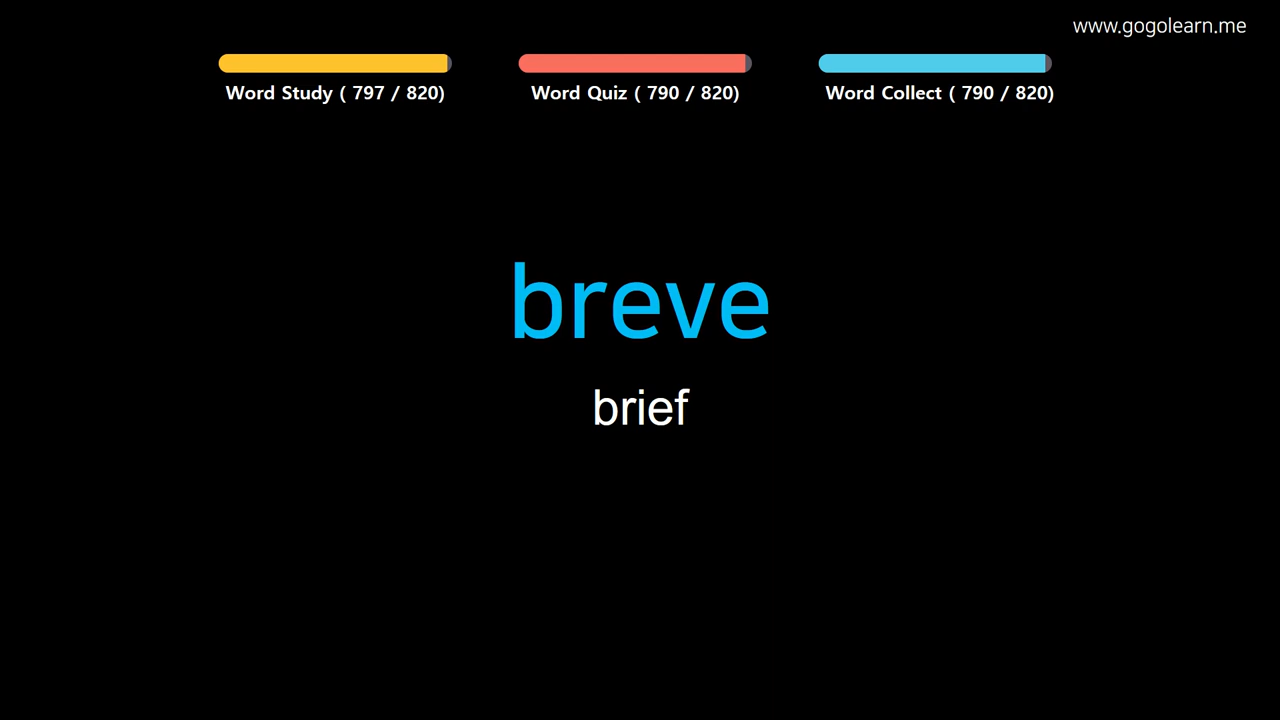 www.gogolearn.me
Word Study ( 797 / 820)
Word Quiz ( 790 / 820)
Word Collect ( 790 / 820)
breve
brief